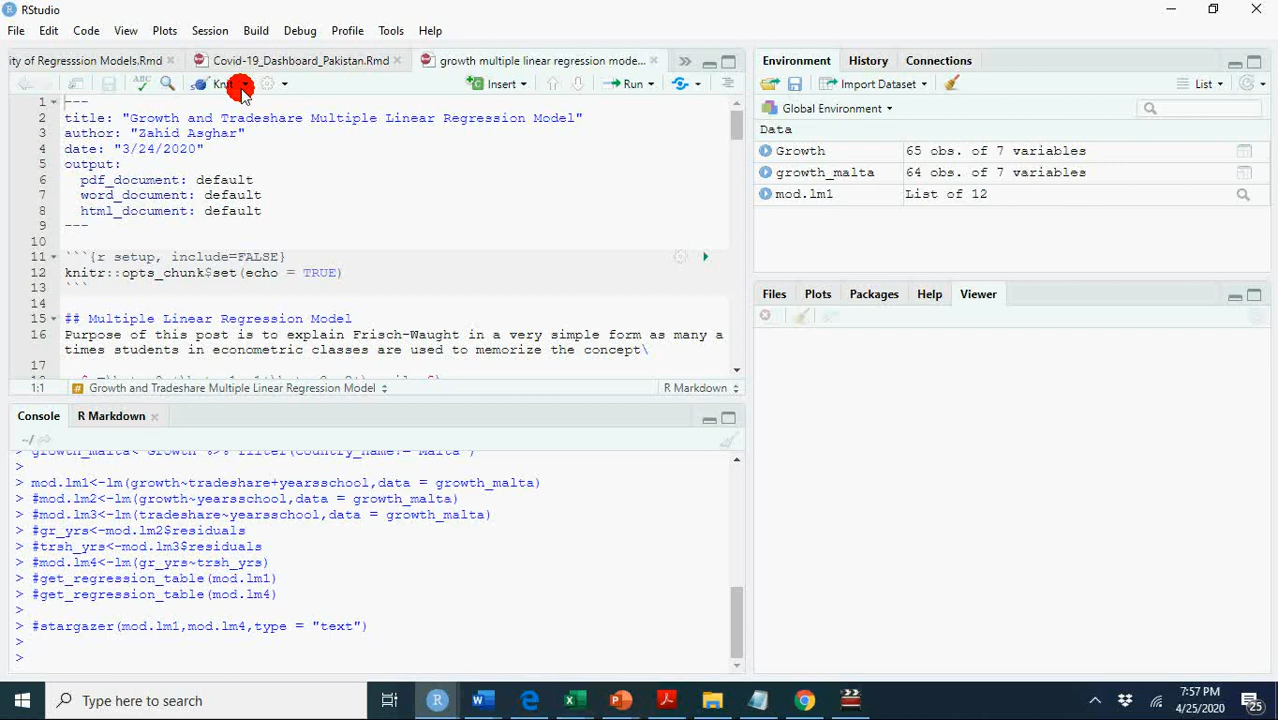 RStudio
File Edit Code View Plots Session Build Debug Profile Tools Help
ity of Regresssion Models.Rmd
Covid-19_Dashboard_Pakistan.Rmd
growth multiple linear regression mode...
ABC
Insert
Run
1 ---
2 title: "Growth and Tradeshare Multiple Linear Regression Model"
3 author: "Zahid Asghar"
4 date: "3/24/2020"
5 output:
6 pdf_document: default
7 word_document: default
8 html_document: default
9 ---
10
11 ```{r setup, include=FALSE}
12 knitr::opts_chunk$set(echo = TRUE)
13 ```
14
15 ## Multiple Linear Regression Model
16 Purpose of this post is to explain Frisch-Waught in a very simple form as many a
times students in econometric classes are used to memorize the concept\
17
1:1 Growth and Tradeshare Multiple Linear Regression Model R Markdown
Console R Markdown
~/
>
> mod.lm1<-lm(growth~tradeshare+yearsschool,data = growth_malta)
> #mod.lm2<-lm(growth~yearsschool,data = growth_malta)
> #mod.lm3<-lm(tradeshare~yearsschool,data = growth_malta)
> #gr_yrs<-mod.lm2$residuals
> #trsh_yrs<-mod.lm3$residuals
> #mod.lm4<-lm(gr_yrs~trsh_yrs)
> #get_regression_table(mod.lm1)
> #get_regression_table(mod.lm4)
>
> #stargazer(mod.lm1,mod.lm4,type = "text")
>
>
Environment History Connections
Import Dataset List
Global Environment
Data
Growth 65 obs. of 7 variables
growth_malta 64 obs. of 7 variables
mod.lm1 List of 12
Files Plots Packages Help Viewer
Type here to search
7:57 PM
4/25/2020
25